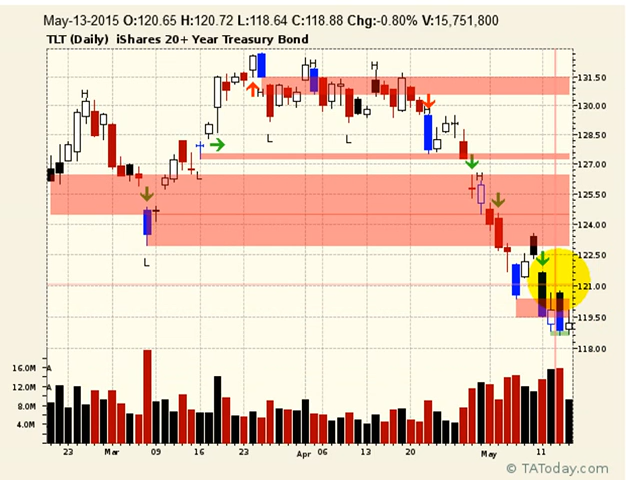 May-13-2015 O:120.65 H:120.72 L:118.64 C:118.88 Chg:-0.80% V:15,751,800
TLT (Daily) iShares 20+ Year Treasury Bond
H
H
H
H
H
H
L
L
L
L
131.50
130.00
128.50
127.00
125.50
124.00
122.50
121.00
119.50
118.00
16.0M A
12.0M A
8.0M
4.0M
23 Mar 09 16 23 Apr 06 13 20 May 11
© TAToday.com